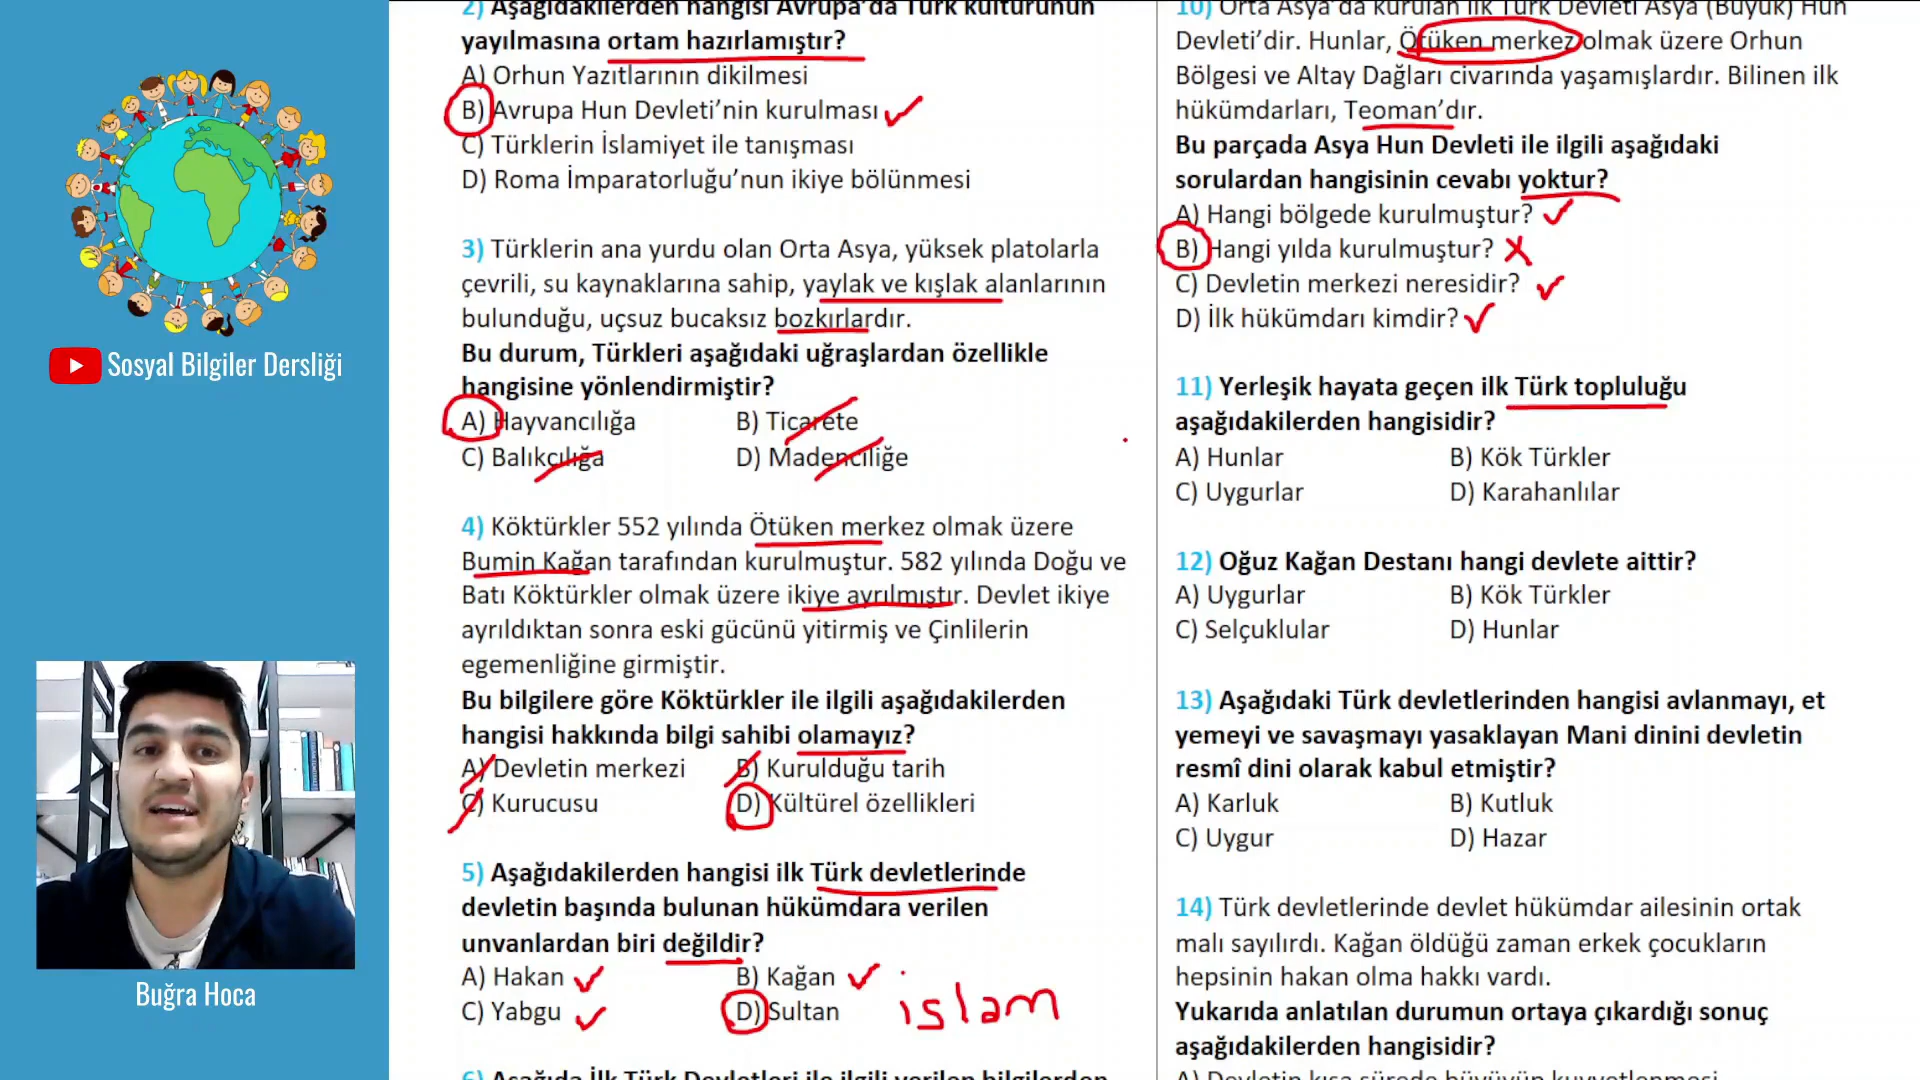 Sosyal Bilgiler Dersliği
Buğra Hoca
2) Aşağıdakilerden hangisi Avrupa'da Türk kültürünün
yayılmasına ortam hazırlamıştır?
A) Orhun Yazıtlarının dikilmesi
B) Avrupa Hun Devleti'nin kurulması
C) Türklerin İslamiyet ile tanışması
D) Roma İmparatorluğu'nun ikiye bölünmesi
3) Türklerin ana yurdu olan Orta Asya, yüksek platolarla
çevrili, su kaynaklarına sahip, yaylak ve kışlak alanlarının
bulunduğu, uçsuz bucaksız bozkırlardır.
Bu durum, Türkleri aşağıdaki uğraşlardan özellikle
hangisine yönlendirmiştir?
A) Hayvancılığa B) Ticarete
C) Balıkçılığa D) Madenciliğe
4) Köktürkler 552 yılında Ötüken merkez olmak üzere
Bumin Kağan tarafından kurulmuştur. 582 yılında Doğu ve
Batı Köktürkler olmak üzere ikiye ayrılmıştır. Devlet ikiye
ayrıldıktan sonra eski gücünü yitirmiş ve Çinlilerin
egemenliğine girmiştir.
Bu bilgilere göre Köktürkler ile ilgili aşağıdakilerden
hangisi hakkında bilgi sahibi olamayız?
A) Devletin merkezi B) Kurulduğu tarih
C) Kurucusu D) Kültürel özellikleri
5) Aşağıdakilerden hangisi ilk Türk devletlerinde
devletin başında bulunan hükümdara verilen
unvanlardan biri değildir?
A) Hakan B) Kağan
C) Yabgu D) Sultan islam
6) Aşağıda İlk Türk Devletleri ile ilgili verilen bilgilerden
10) Orta Asya'da kurulan ilk Türk Devleti Asya (Büyük) Hun
Devleti'dir. Hunlar, Ötüken merkez olmak üzere Orhun
Bölgesi ve Altay Dağları civarında yaşamışlardır. Bilinen ilk
hükümdarları, Teoman'dır.
Bu parçada Asya Hun Devleti ile ilgili aşağıdaki
sorulardan hangisinin cevabı yoktur?
A) Hangi bölgede kurulmuştur?
B) Hangi yılda kurulmuştur?
C) Devletin merkezi neresidir?
D) İlk hükümdarı kimdir?
11) Yerleşik hayata geçen ilk Türk topluluğu
aşağıdakilerden hangisidir?
A) Hunlar B) Kök Türkler
C) Uygurlar D) Karahanlılar
12) Oğuz Kağan Destanı hangi devlete aittir?
A) Uygurlar B) Kök Türkler
C) Selçuklular D) Hunlar
13) Aşağıdaki Türk devletlerinden hangisi avlanmayı, et
yemeyi ve savaşmayı yasaklayan Mani dinini devletin
resmî dini olarak kabul etmiştir?
A) Karluk B) Kutluk
C) Uygur D) Hazar
14) Türk devletlerinde devlet hükümdar ailesinin ortak
malı sayılırdı. Kağan öldüğü zaman erkek çocukların
hepsinin hakan olma hakkı vardı.
Yukarıda anlatılan durumun ortaya çıkardığı sonuç
aşağıdakilerden hangisidir?
A) Devletin kısa sürede büyüyüp kuvvetlenmesi